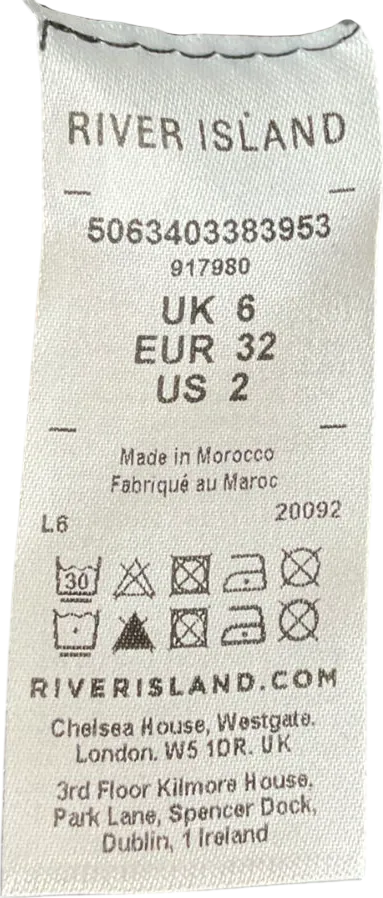 RIVER ISLAND
5063403383953
917980
UK 6
EUR 32
US 2
Made in Morocco
Fabriqué au Maroc
L6 20092
30
RIVERISLAND.COM
Chelsea House, Westgate.
London. W5 1DR. UK
3rd Floor Kilmore House,
Park Lane, Spencer Dock,
Dublin, 1 Ireland